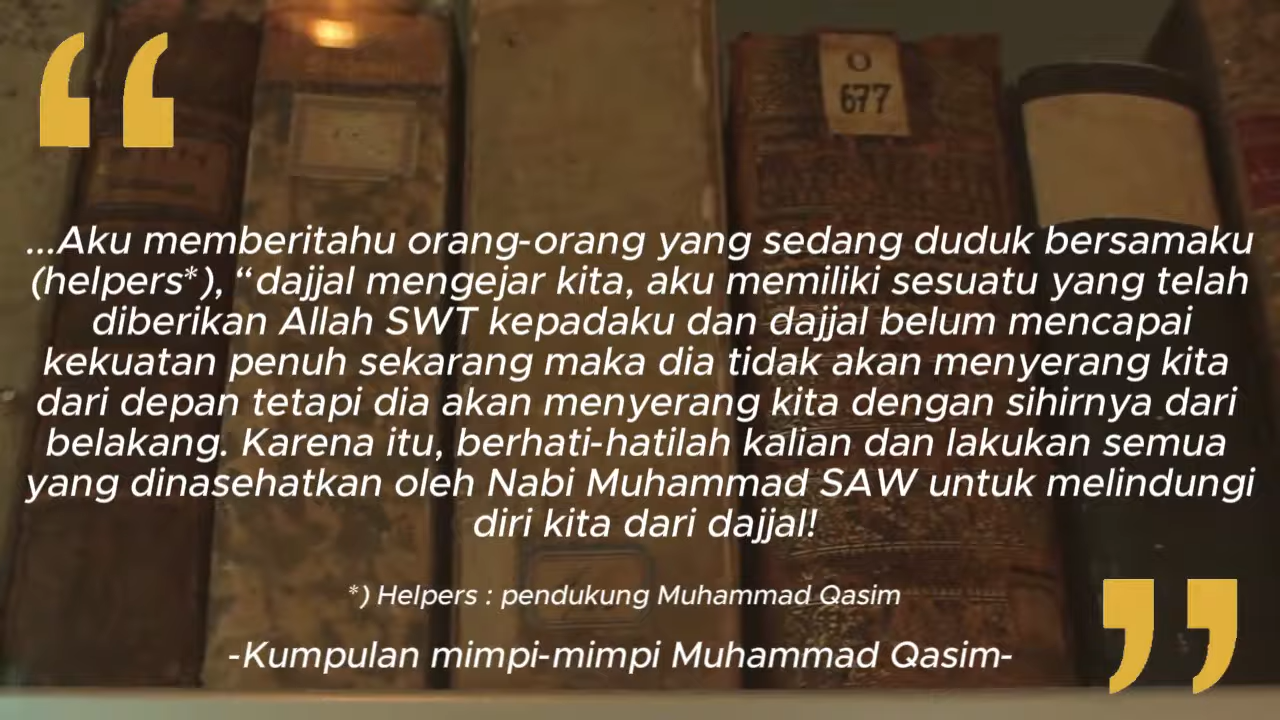 “
O
677
...Aku memberitahu orang-orang yang sedang duduk bersamaku
(helpers*), “dajjal mengejar kita, aku memiliki sesuatu yang telah
diberikan Allah SWT kepadaku dan dajjal belum mencapai
kekuatan penuh sekarang maka dia tidak akan menyerang kita
dari depan tetapi dia akan menyerang kita dengan sihirnya dari
belakang. Karena itu, berhati-hatilah kalian dan lakukan semua
yang dinasehatkan oleh Nabi Muhammad SAW untuk melindungi
diri kita dari dajjal!
*) Helpers : pendukung Muhammad Qasim
-Kumpulan mimpi-mimpi Muhammad Qasim-
”